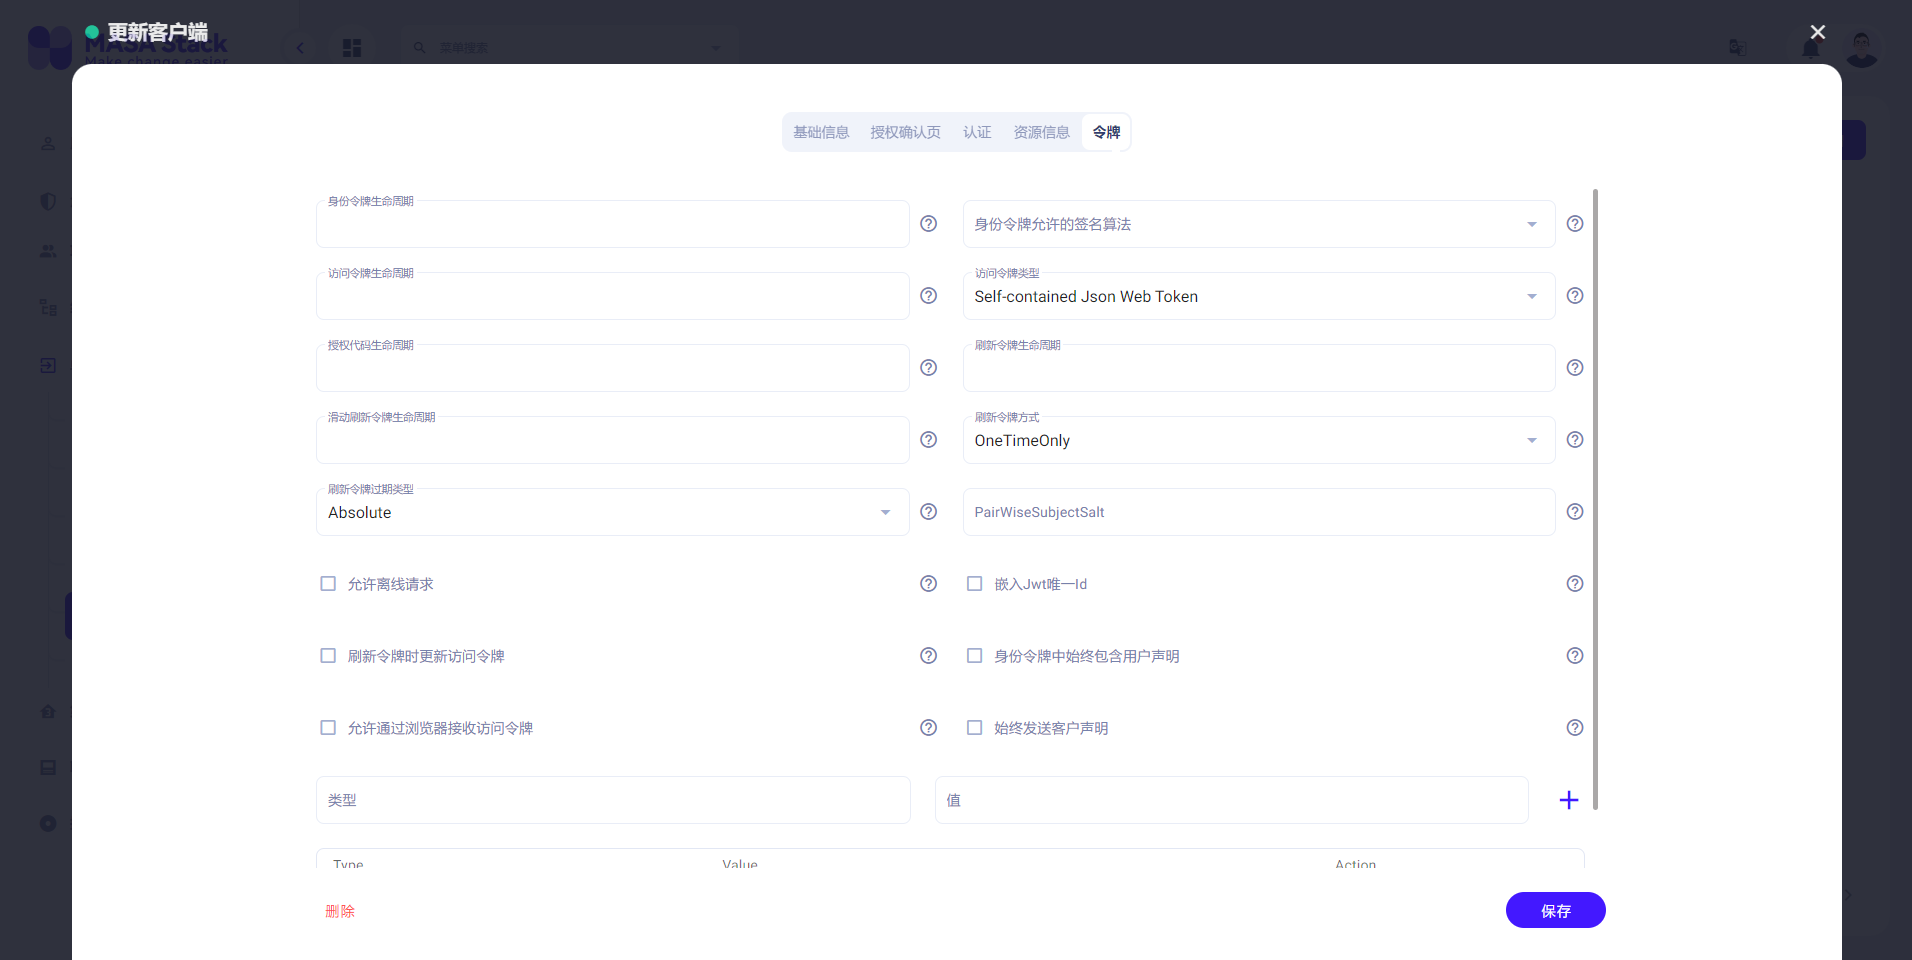 更新客户端
MASA Stack
Make change easier
菜单搜索
基础信息 授权确认页 认证 资源信息 令牌
身份令牌生命周期
身份令牌允许的签名算法
访问令牌生命周期
访问令牌类型
Self-contained Json Web Token
授权代码生命周期
刷新令牌生命周期
滑动刷新令牌生命周期
刷新令牌方式
OneTimeOnly
刷新令牌过期类型
Absolute
PairWiseSubjectSalt
允许离线请求
嵌入Jwt唯一Id
刷新令牌时更新访问令牌
身份令牌中始终包含用户声明
允许通过浏览器接收访问令牌
始终发送客户声明
类型
值
Type Value Action
删除
保存